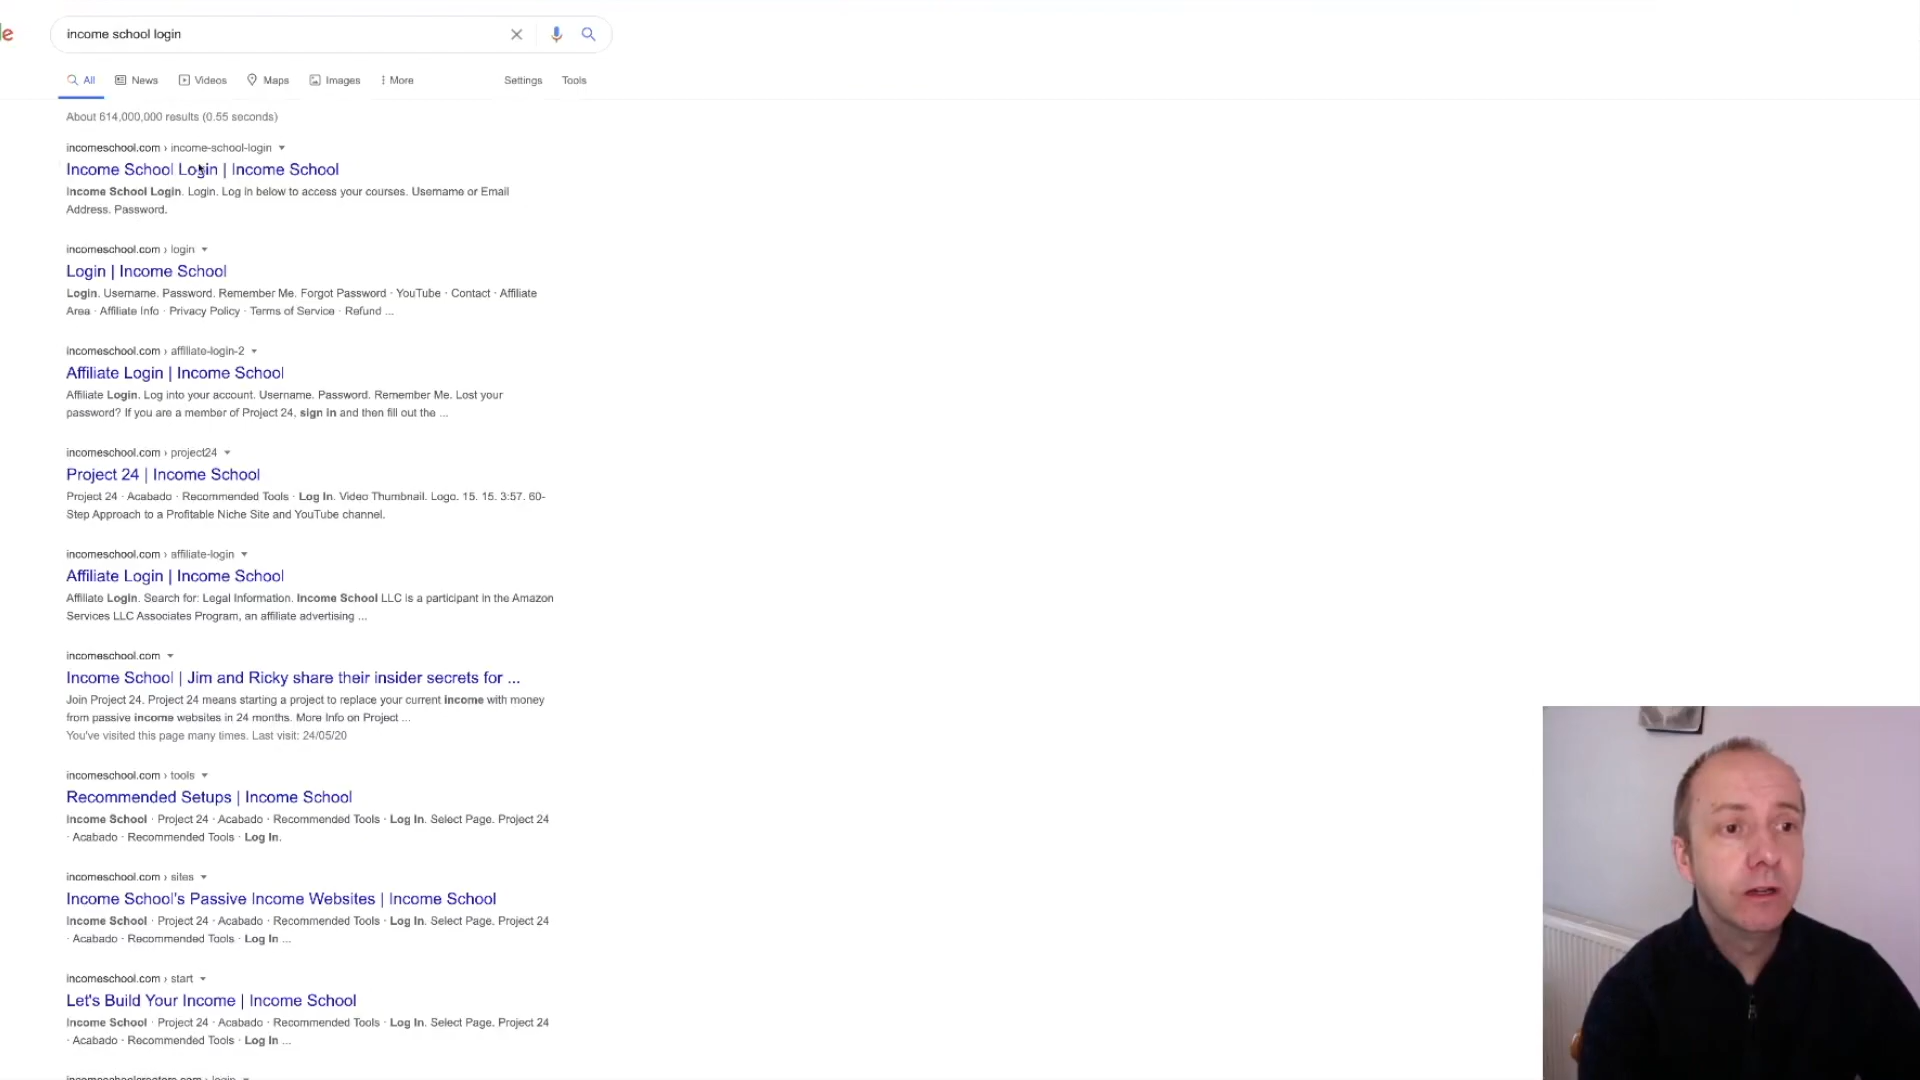 income school login
All News Videos Maps Images More Settings Tools
About 614,000,000 results (0.55 seconds)
incomeschool.com › income-school-login
Income School Login | Income School
Income School Login. Login. Log in below to access your courses. Username or Email
Address. Password.
incomeschool.com › login
Login | Income School
Login. Username. Password. Remember Me. Forgot Password · YouTube · Contact · Affiliate
Area · Affiliate Info · Privacy Policy · Terms of Service · Refund ...
incomeschool.com › affiliate-login-2
Affiliate Login | Income School
Affiliate Login. Log into your account. Username. Password. Remember Me. Lost your
password? If you are a member of Project 24, sign in and then fill out the ...
incomeschool.com › project24
Project 24 | Income School
Project 24 · Acabado · Recommended Tools · Log In. Video Thumbnail. Logo. 15. 15. 3:57. 60-
Step Approach to a Profitable Niche Site and YouTube channel.
incomeschool.com › affiliate-login
Affiliate Login | Income School
Affiliate Login. Search for: Legal Information. Income School LLC is a participant in the Amazon
Services LLC Associates Program, an affiliate advertising ...
incomeschool.com
Income School | Jim and Ricky share their insider secrets for ...
Join Project 24. Project 24 means starting a project to replace your current income with money
from passive income websites in 24 months. More Info on Project ...
You've visited this page many times. Last visit: 24/05/20
incomeschool.com › tools
Recommended Setups | Income School
Income School · Project 24 · Acabado · Recommended Tools · Log In. Select Page. Project 24
· Acabado · Recommended Tools · Log In.
incomeschool.com › sites
Income School's Passive Income Websites | Income School
Income School · Project 24 · Acabado · Recommended Tools · Log In. Select Page. Project 24
· Acabado · Recommended Tools · Log In ...
incomeschool.com › start
Let's Build Your Income | Income School
Income School · Project 24 · Acabado · Recommended Tools · Log In. Select Page. Project 24
· Acabado · Recommended Tools · Log In ...